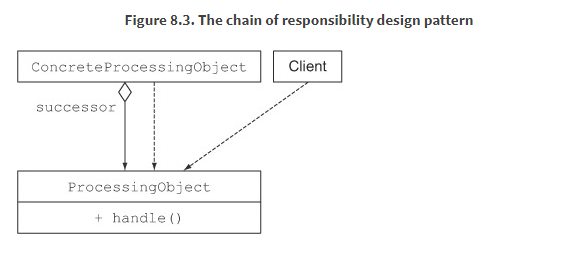 Figure 8.3. The chain of responsibility design pattern
ConcreteProcessingObject
Client
successor
ProcessingObject
+ handle()